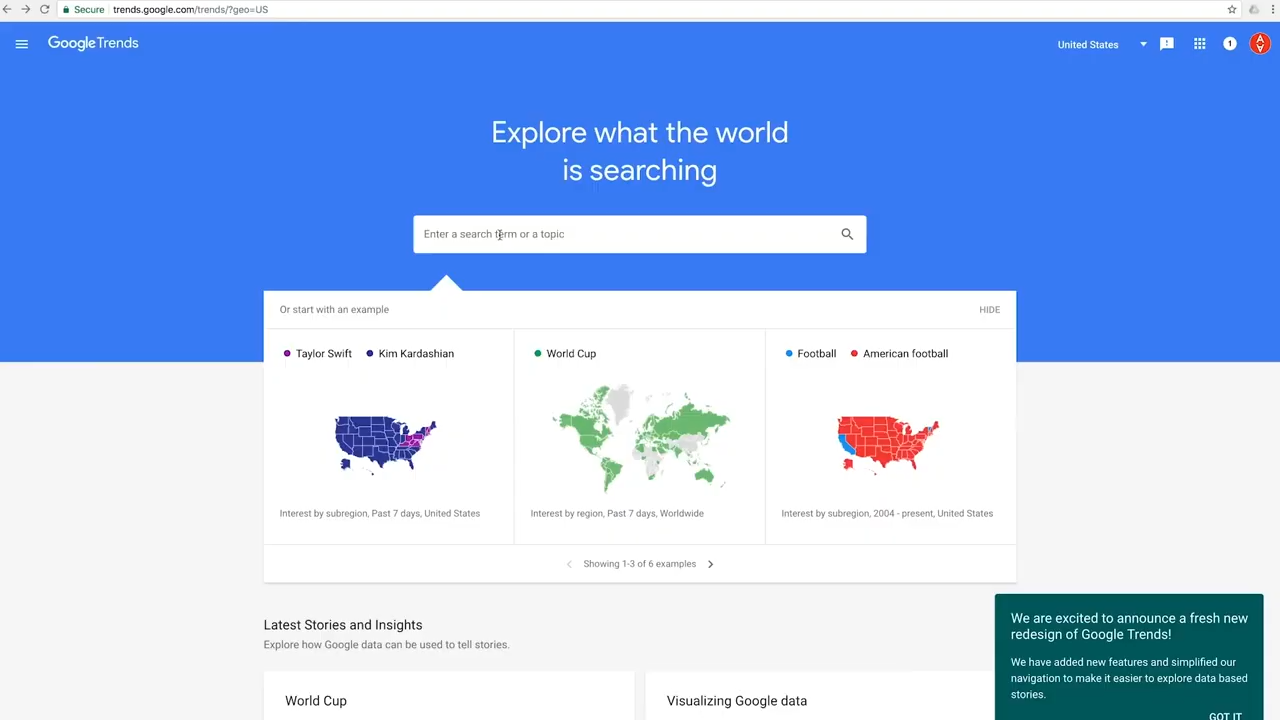 Secure trends.google.com/trends/?geo=US
Google Trends
United States
1
Explore what the world
is searching
Enter a search term or a topic
Or start with an example
HIDE
Taylor Swift Kim Kardashian
World Cup
Football American football
Interest by subregion, Past 7 days, United States
Interest by region, Past 7 days, Worldwide
Interest by subregion, 2004 - present, United States
Showing 1-3 of 6 examples
Latest Stories and Insights
Explore how Google data can be used to tell stories.
World Cup
Visualizing Google data
We are excited to announce a fresh new
redesign of Google Trends!
We have added new features and simplified our
navigation to make it easier to explore data based
stories.
GOT IT